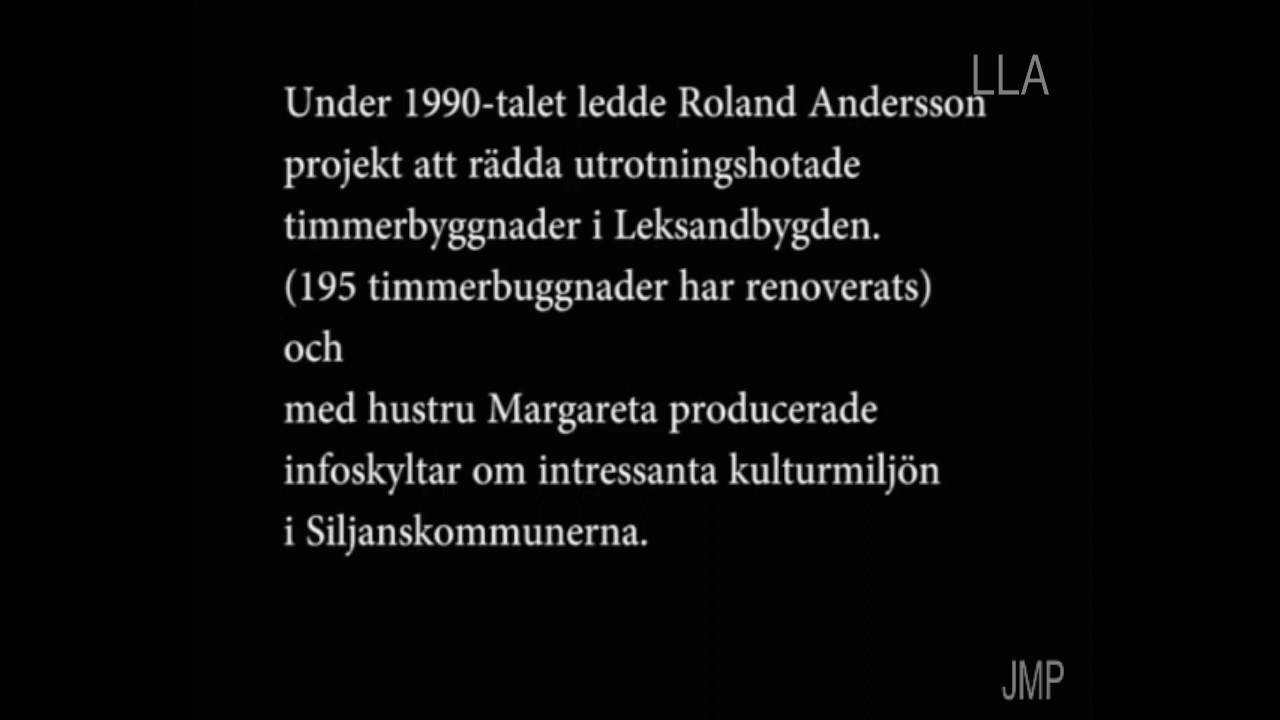 LLA
Under 1990-talet ledde Roland Andersson
projekt att rädda utrotningshotade
timmerbyggnader i Leksandbygden.
(195 timmerbuggnader har renoverats)
och
med hustru Margareta producerade
infoskyltar om intressanta kulturmiljön
i Siljanskommunerna.
JMP